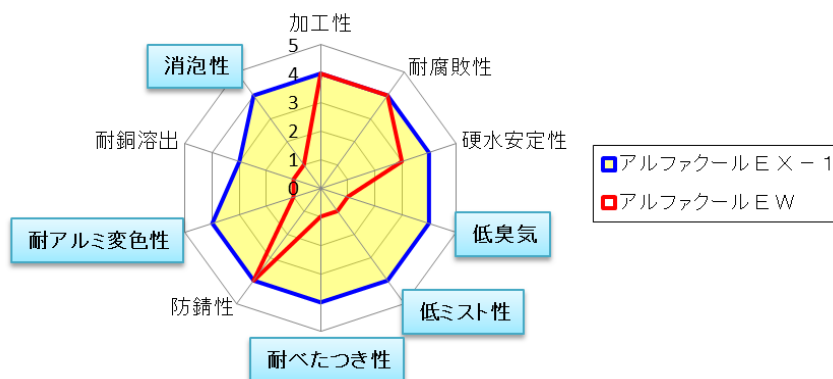 加工性
5
4
3
2
1
0
耐腐敗性
硬水安定性
低臭気
低ミスト性
耐べたつき性
防錆性
耐アルミ変色性
耐銅溶出
消泡性
アルファクールＥＸ－１
アルファクールＥＷ